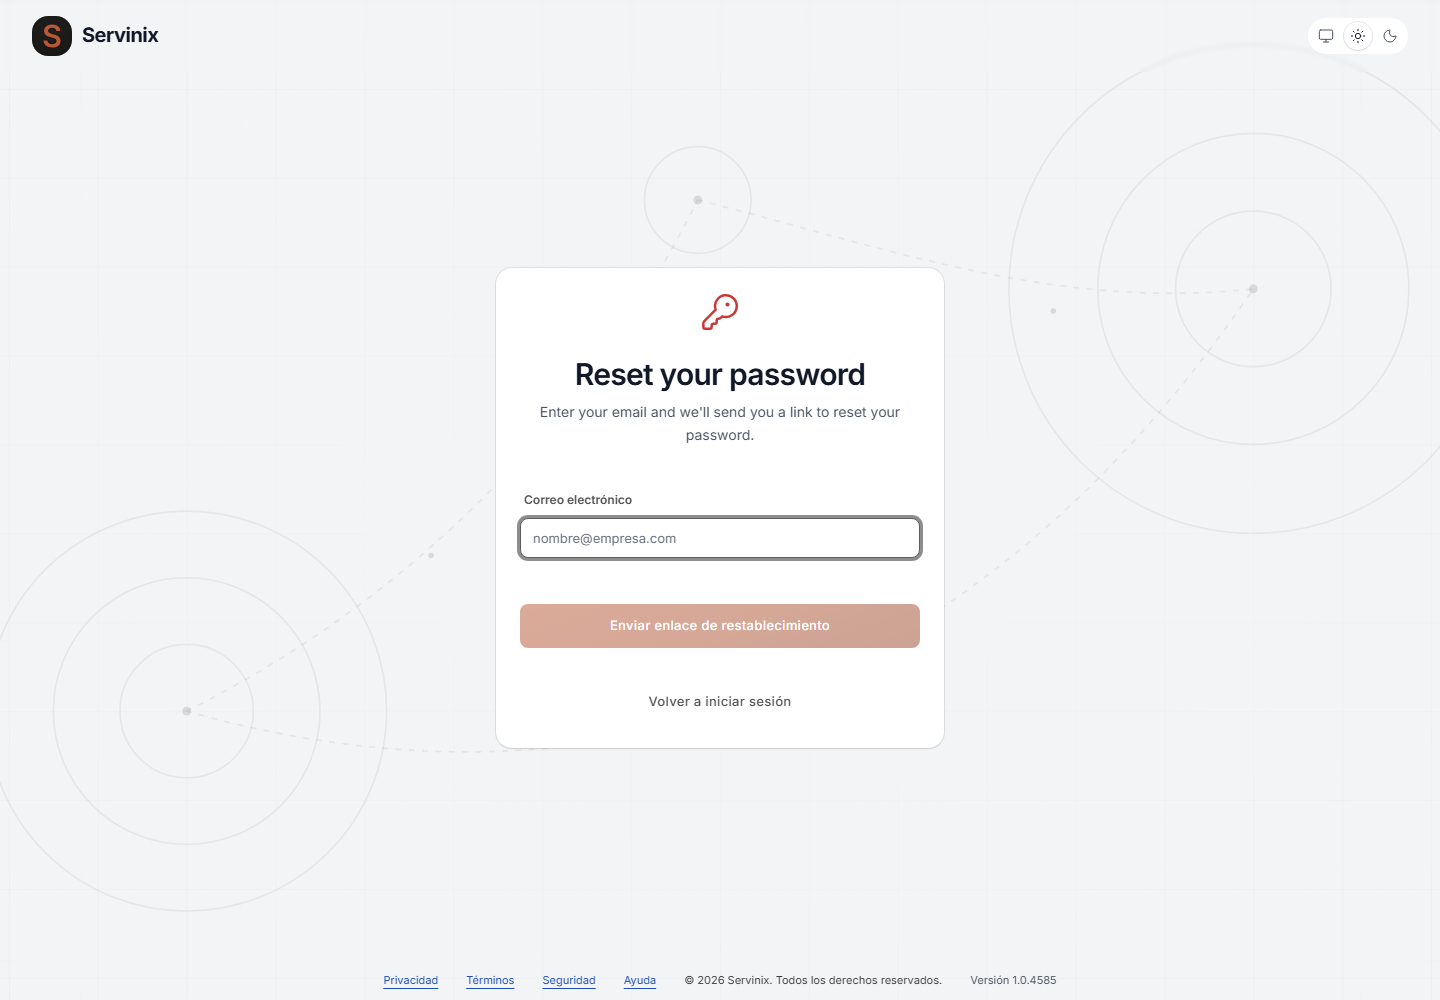 S Servinix
Reset your password
Enter your email and we'll send you a link to reset your
password.
Correo electrónico
nombre@empresa.com
Enviar enlace de restablecimiento
Volver a iniciar sesión
Privacidad Términos Seguridad Ayuda © 2026 Servinix. Todos los derechos reservados. Versión 1.0.4585